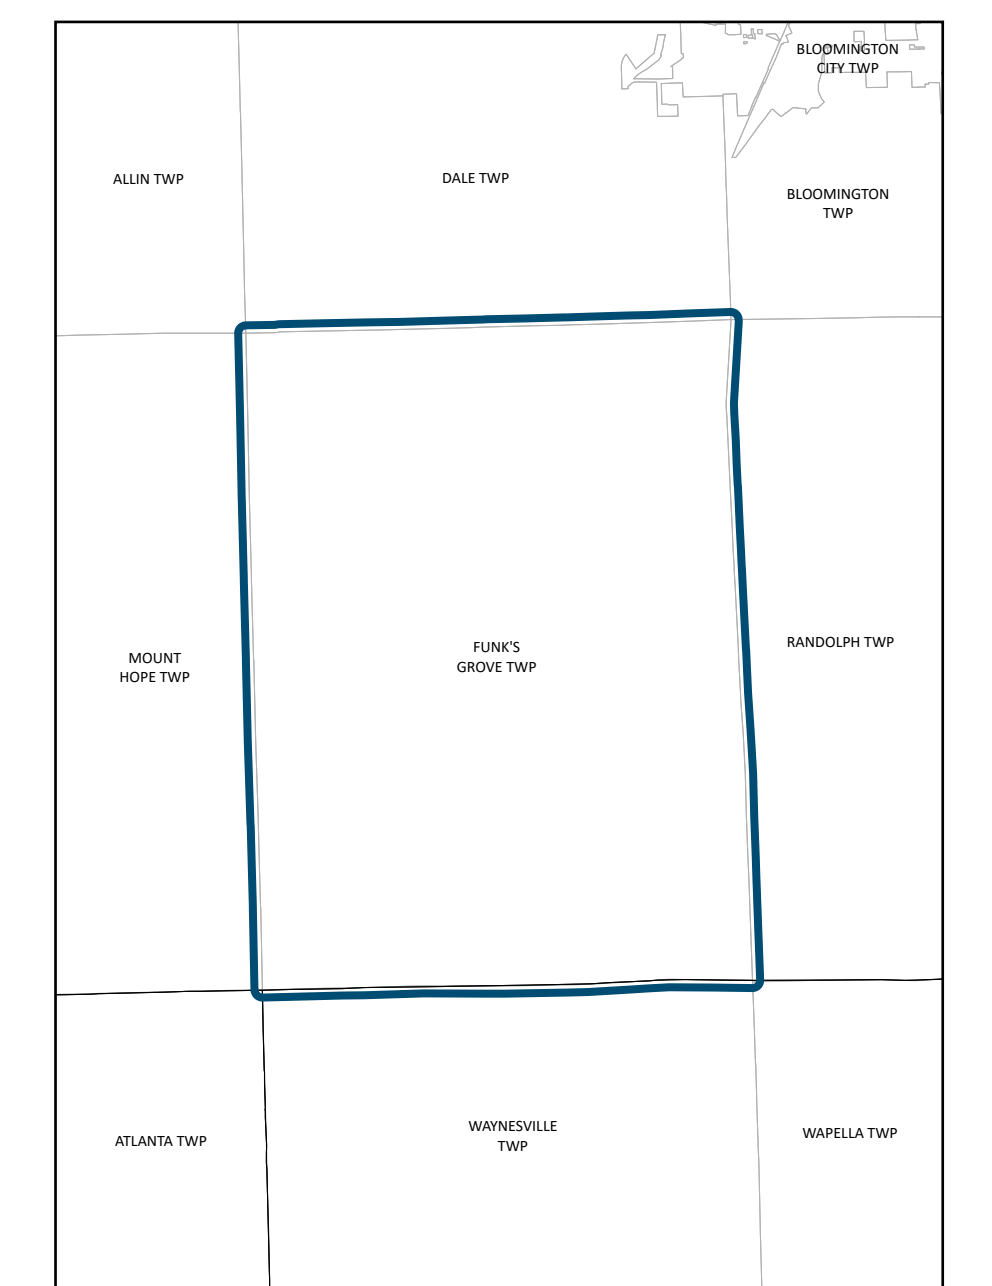 BLOOMINGTON
CITY TWP
ALLIN TWP
DALE TWP
BLOOMINGTON
TWP
FUNK'S
GROVE TWP
RANDOLPH TWP
MOUNT
HOPE TWP
WAYNESVILLE
TWP
ATLANTA TWP
WAPELLA TWP